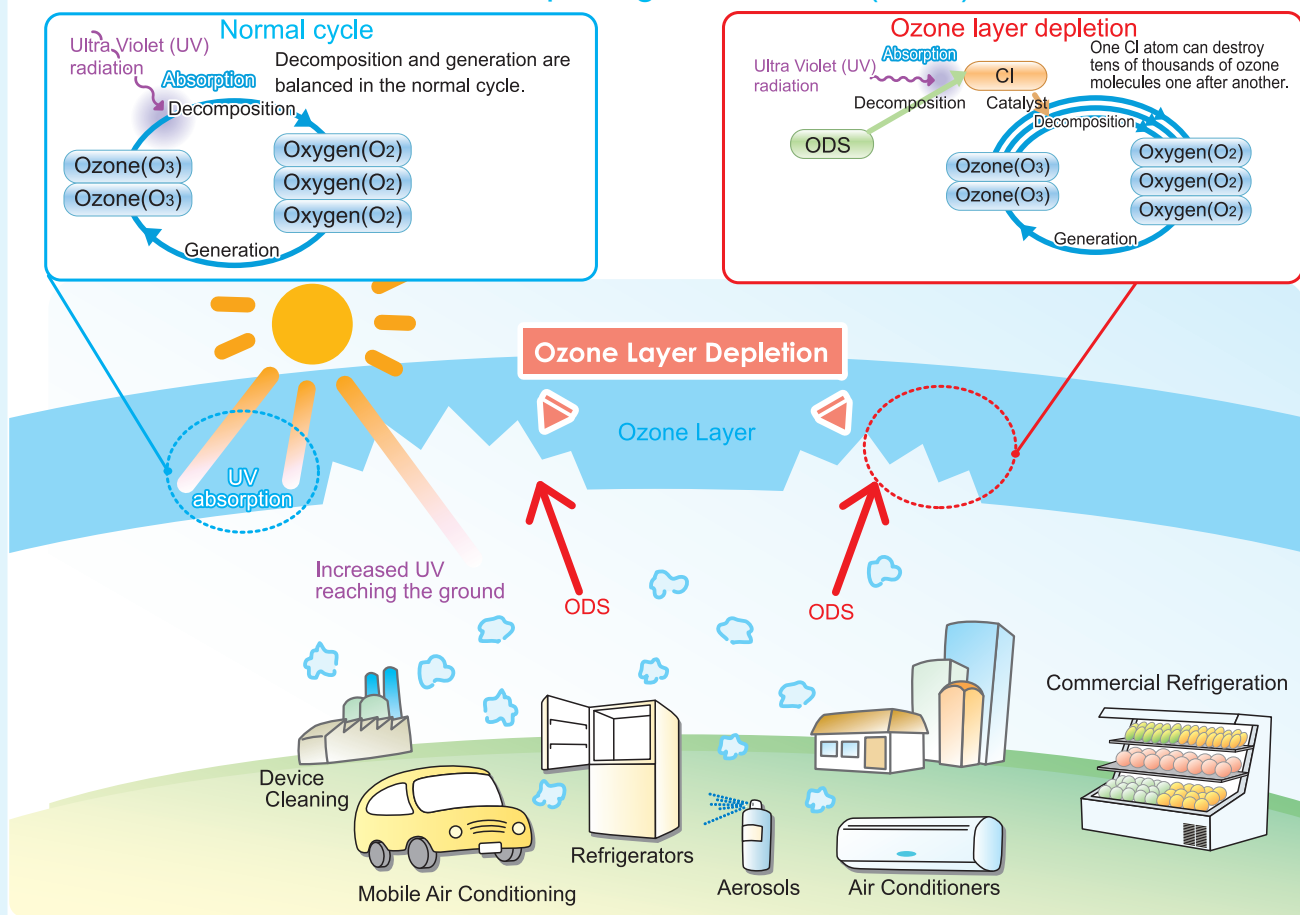 Normal cycle
Ultra Violet (UV)
radiation
Absorption
Decomposition
Decomposition and generation are
balanced in the normal cycle.
Ozone(O3)
Ozone(O3)
Oxygen(O2)
Oxygen(O2)
Oxygen(O2)
Generation
Ozone layer depletion
Ultra Violet (UV)
radiation
Absorption
Decomposition
Cl
Catalyst
One Cl atom can destroy
tens of thousands of ozone
molecules one after another.
ODS
Decomposition
Ozone(O3)
Ozone(O3)
Oxygen(O2)
Oxygen(O2)
Oxygen(O2)
Generation
Ozone Layer Depletion
Ozone Layer
UV
absorption
Increased UV
reaching the ground
ODS
ODS
Device
Cleaning
Mobile Air Conditioning
Refrigerators
Aerosols
Air Conditioners
Commercial Refrigeration